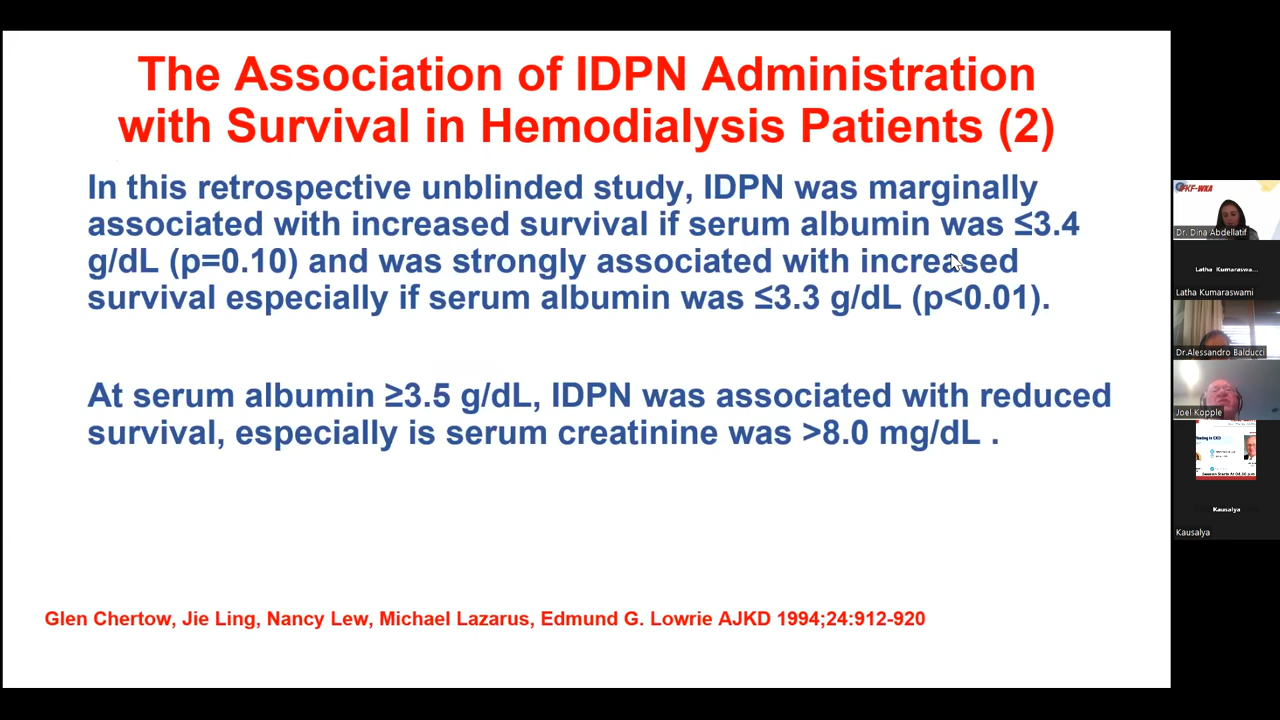 The Association of IDPN Administration
with Survival in Hemodialysis Patients (2)
In this retrospective unblinded study, IDPN was marginally
associated with increased survival if serum albumin was ≤3.4
g/dL (p=0.10) and was strongly associated with increased
survival especially if serum albumin was ≤3.3 g/dL (p<0.01).
At serum albumin ≥3.5 g/dL, IDPN was associated with reduced
survival, especially is serum creatinine was >8.0 mg/dL .
Glen Chertow, Jie Ling, Nancy Lew, Michael Lazarus, Edmund G. Lowrie AJKD 1994;24:912-920
Dr. Dina Abdellatif
Latha Kumaraswa...
Latha Kumaraswami
Dr.Alessandro Balducci
Joel Kopple
Kausalya
Kausalya